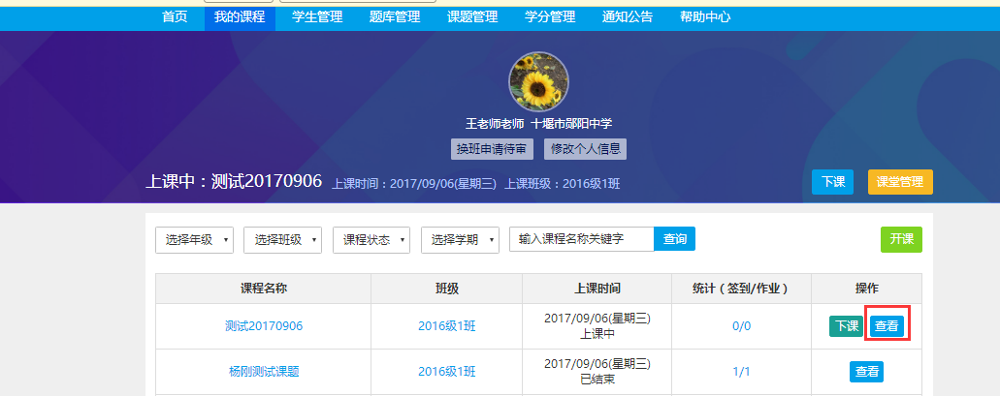 首页 我的课程 学生管理 题库管理 课题管理 学分管理 通知公告 帮助中心
王老师老师 十堰市郧阳中学
换班申请待审 修改个人信息
上课中：测试20170906 上课时间：2017/09/06(星期三) 上课班级：2016级1班 下课 课堂管理
选择年级 选择班级 课程状态 选择学期 输入课程名称关键字 查询 开课
课程名称 班级 上课时间 统计（签到/作业） 操作
测试20170906 2016级1班 2017/09/06(星期三) 0/0 下课 查看
上课中
杨刚测试课题 2016级1班 2017/09/06(星期三) 1/1 查看
已结束